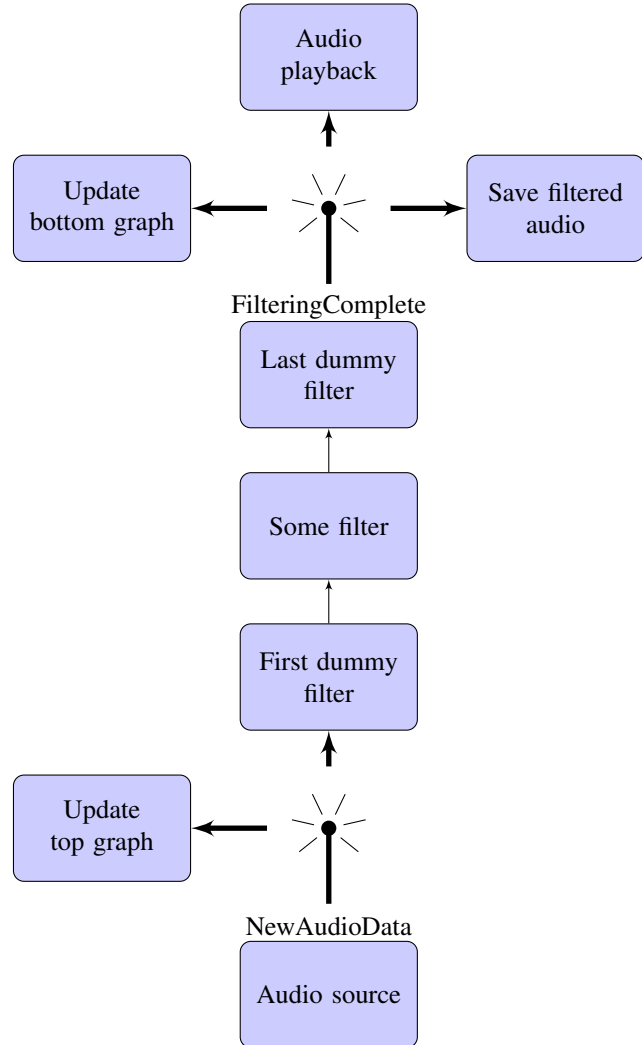 Audio
playback
Update
bottom graph
Save filtered
audio
FilteringComplete
Last dummy
filter
Some filter
First dummy
filter
Update
top graph
NewAudioData
Audio source